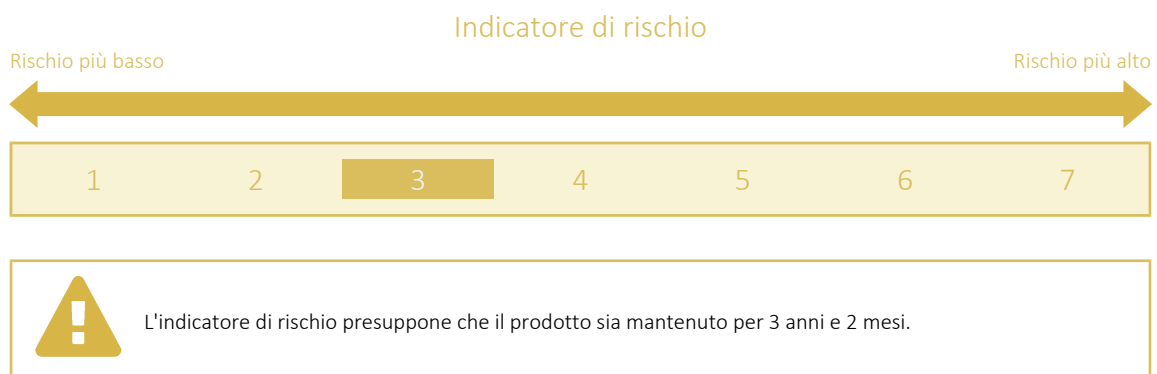 Indicatore di rischio
Rischio più basso Rischio più alto
1 2 3 4 5 6 7
L'indicatore di rischio presuppone che il prodotto sia mantenuto per 3 anni e 2 mesi.